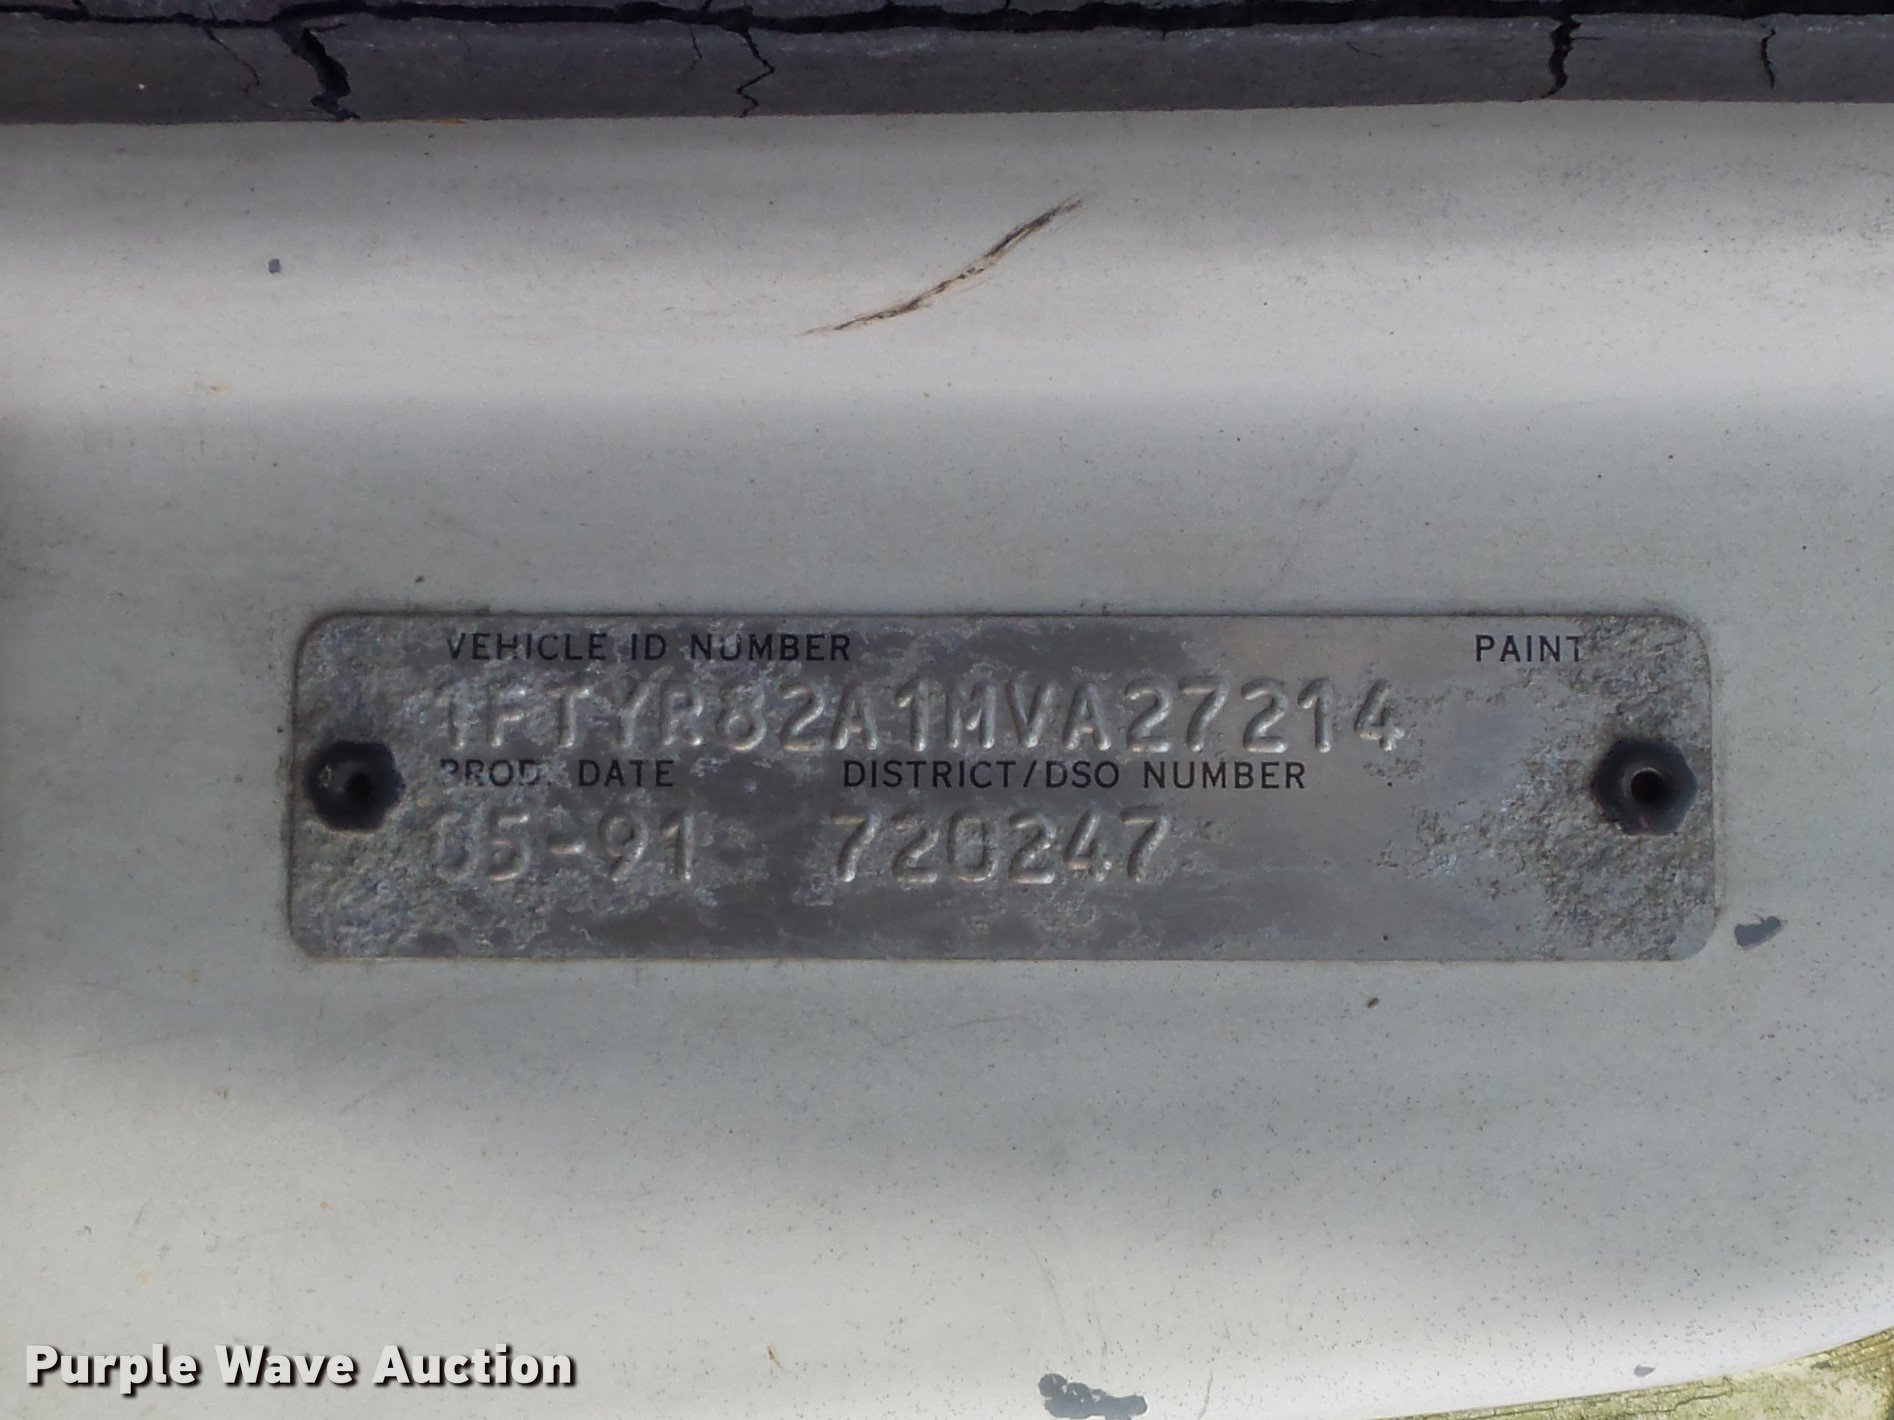 VEHICLE ID NUMBER PAINT
1FTYR82A1MVA27214
PROD. DATE DISTRICT/DSO NUMBER
05-91 720247
Purple Wave Auction